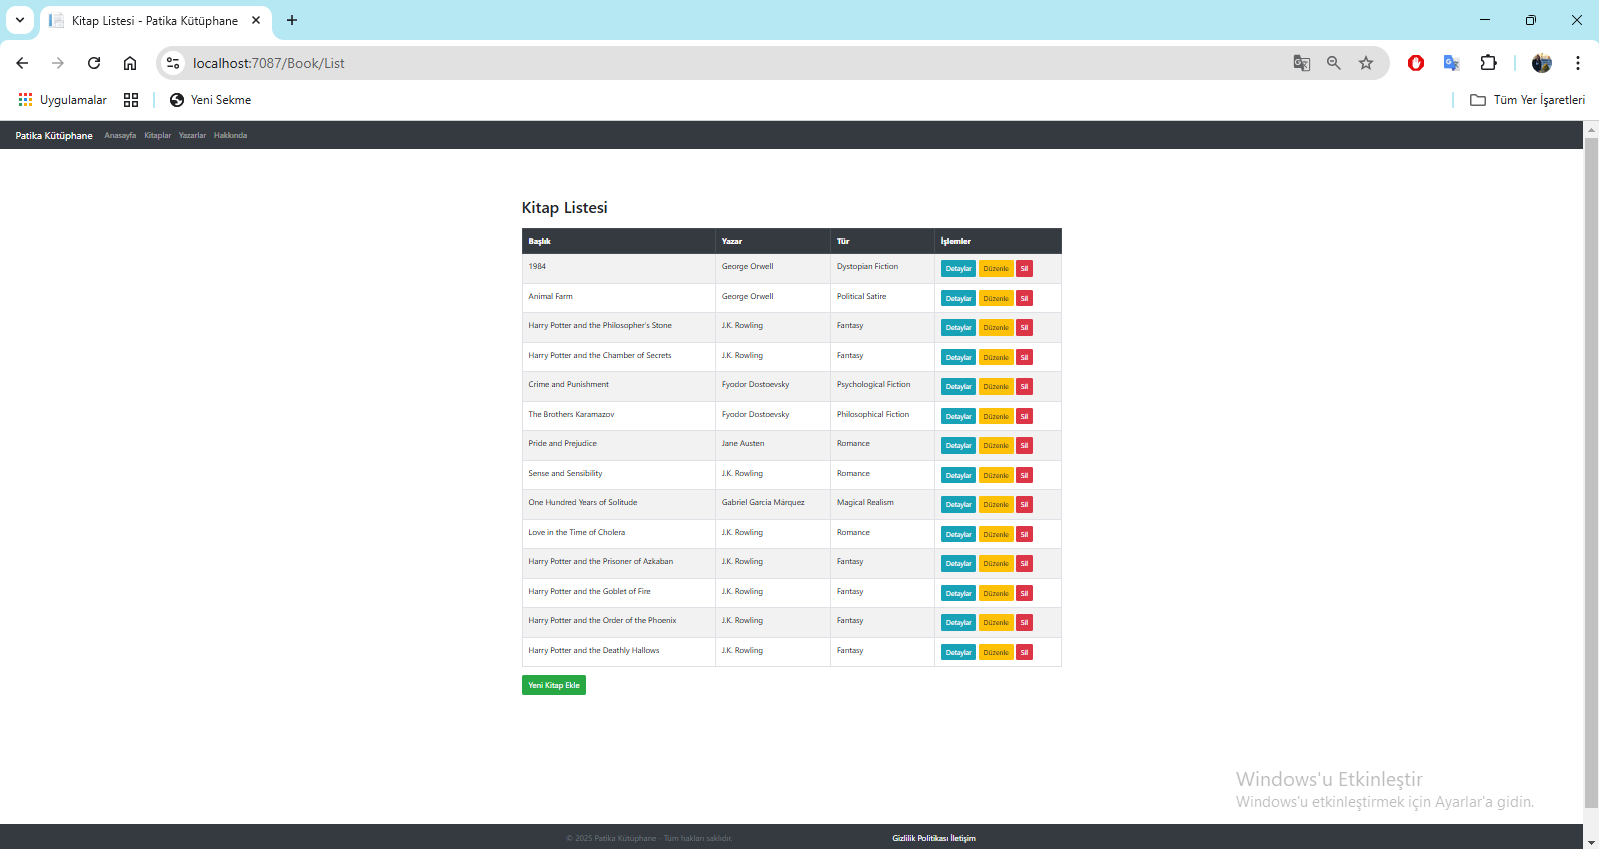 Kitap Listesi - Patika Kütüphane
localhost:7087/Book/List
Uygulamalar Yeni Sekme Tüm Yer İşaretleri
Patika Kütüphane Anasayfa Kitaplar Yazarlar Hakkında
Kitap Listesi
Başlık Yazar Tür İşlemler
1984 George Orwell Dystopian Fiction Detaylar Düzenle Sil
Animal Farm George Orwell Political Satire Detaylar Düzenle Sil
Harry Potter and the Philosopher's Stone J.K. Rowling Fantasy Detaylar Düzenle Sil
Harry Potter and the Chamber of Secrets J.K. Rowling Fantasy Detaylar Düzenle Sil
Crime and Punishment Fyodor Dostoevsky Psychological Fiction Detaylar Düzenle Sil
The Brothers Karamazov Fyodor Dostoevsky Philosophical Fiction Detaylar Düzenle Sil
Pride and Prejudice Jane Austen Romance Detaylar Düzenle Sil
Sense and Sensibility J.K. Rowling Romance Detaylar Düzenle Sil
One Hundred Years of Solitude Gabriel García Márquez Magical Realism Detaylar Düzenle Sil
Love in the Time of Cholera J.K. Rowling Romance Detaylar Düzenle Sil
Harry Potter and the Prisoner of Azkaban J.K. Rowling Fantasy Detaylar Düzenle Sil
Harry Potter and the Goblet of Fire J.K. Rowling Fantasy Detaylar Düzenle Sil
Harry Potter and the Order of the Phoenix J.K. Rowling Fantasy Detaylar Düzenle Sil
Harry Potter and the Deathly Hallows J.K. Rowling Fantasy Detaylar Düzenle Sil
Yeni Kitap Ekle
Windows'u Etkinleştir
Windows'u etkinleştirmek için Ayarlar'a gidin.
© 2025 Patika Kütüphane - Tüm hakları saklıdır. Gizlilik Politikası İletişim